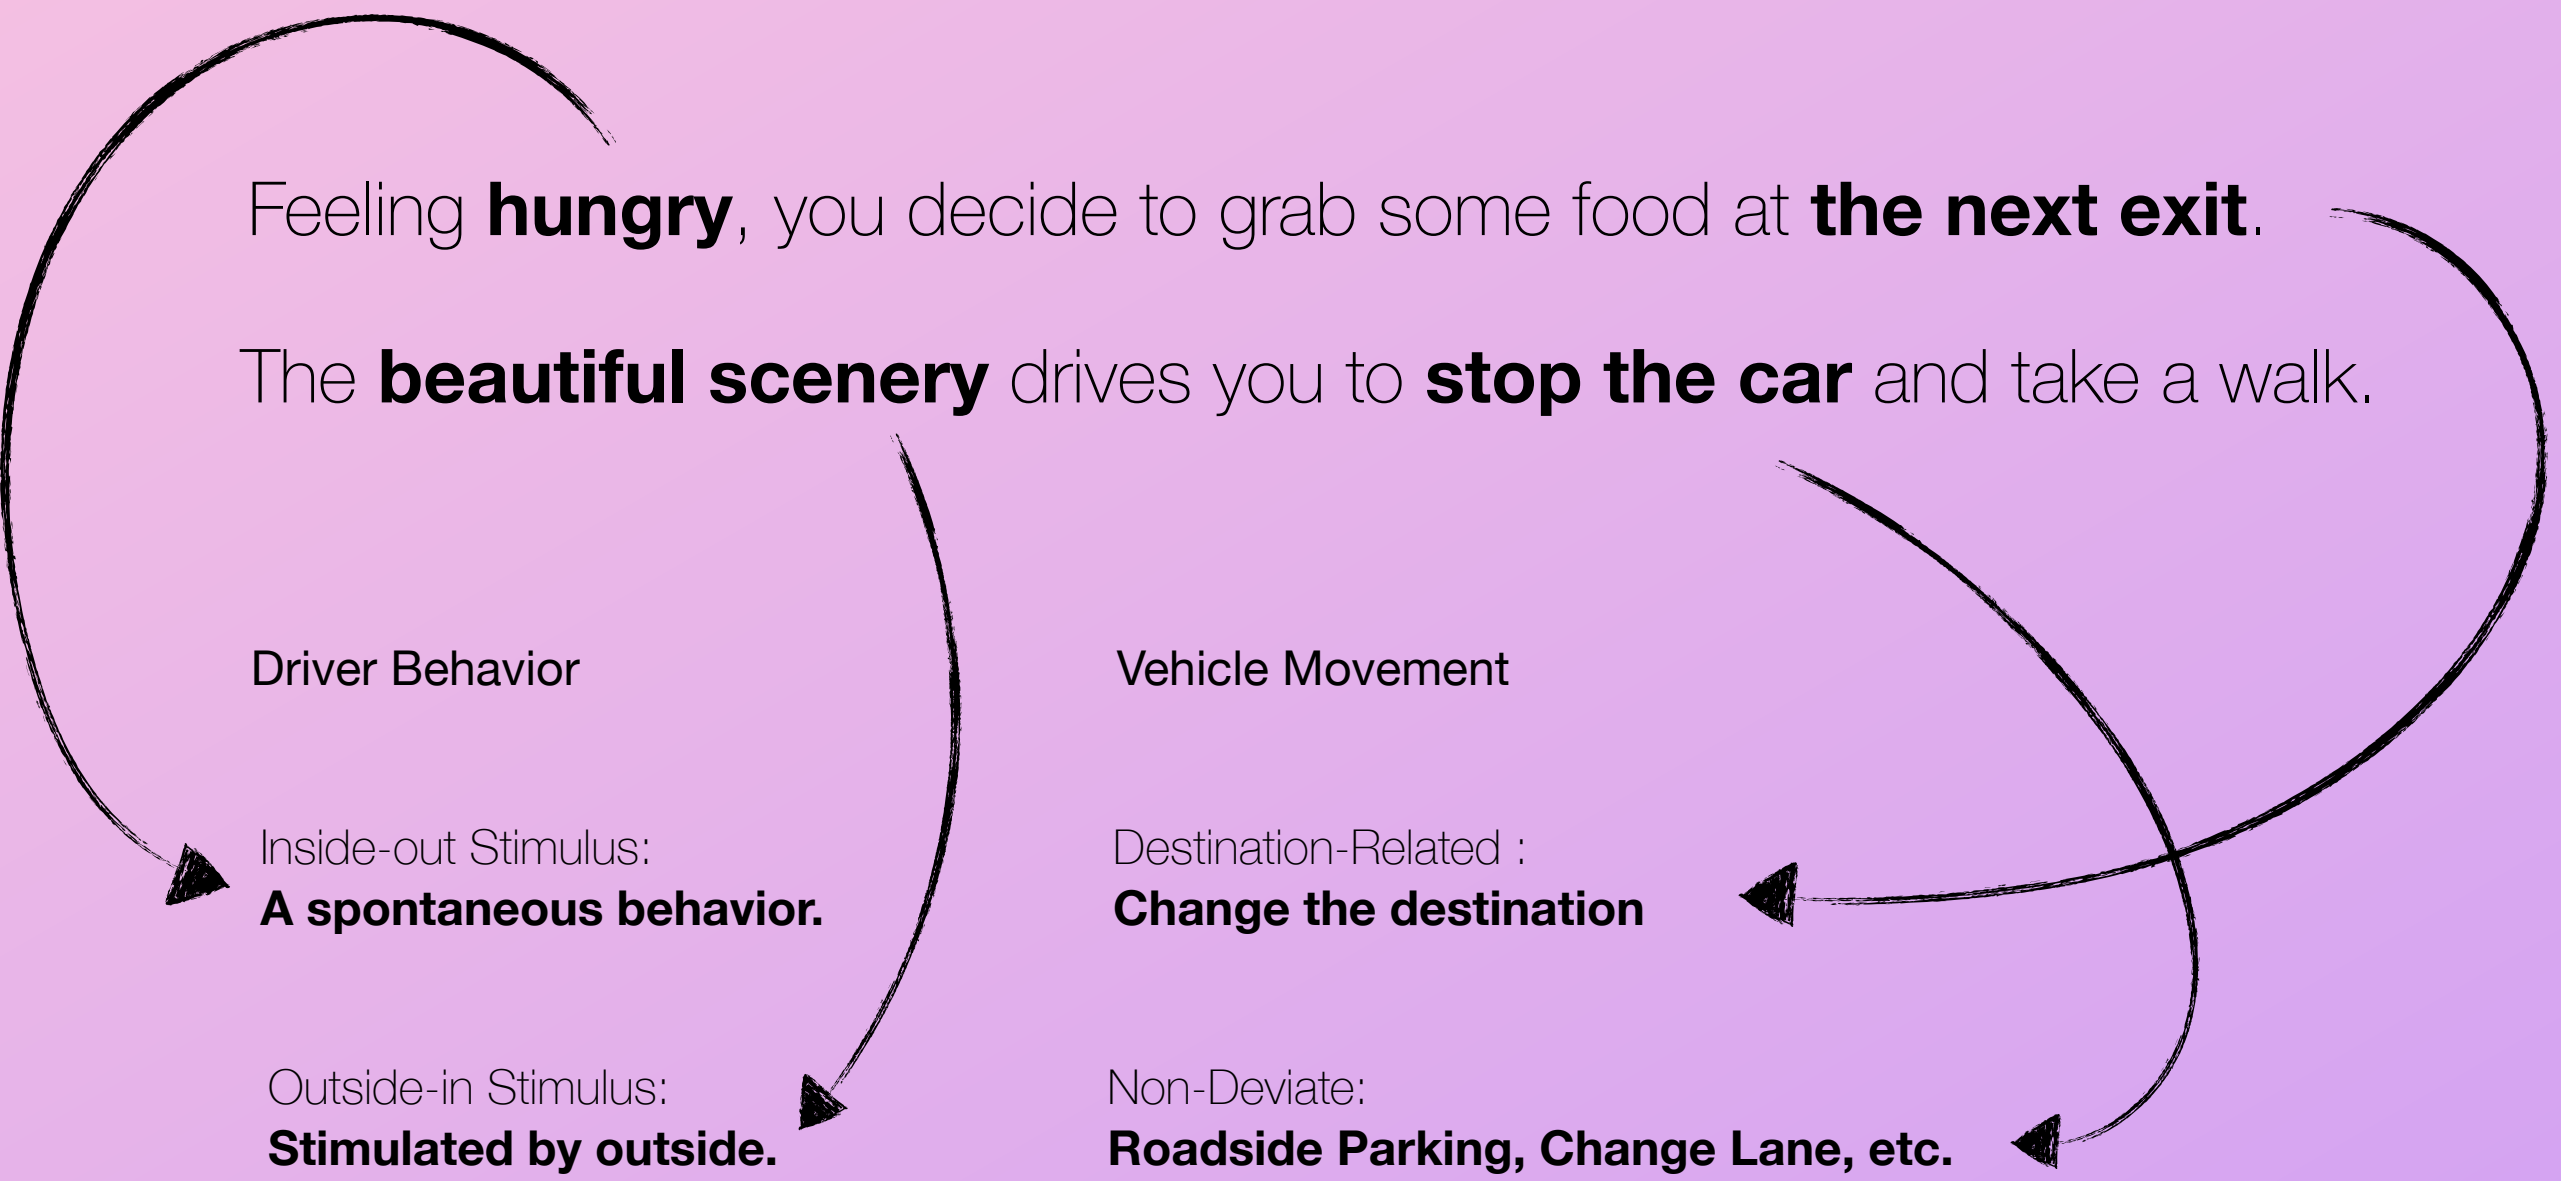 Feeling hungry, you decide to grab some food at the next exit.
The beautiful scenery drives you to stop the car and take a walk.
Driver Behavior
Inside-out Stimulus:
A spontaneous behavior.
Outside-in Stimulus:
Stimulated by outside.
Vehicle Movement
Destination-Related :
Change the destination
Non-Deviate:
Roadside Parking, Change Lane, etc.